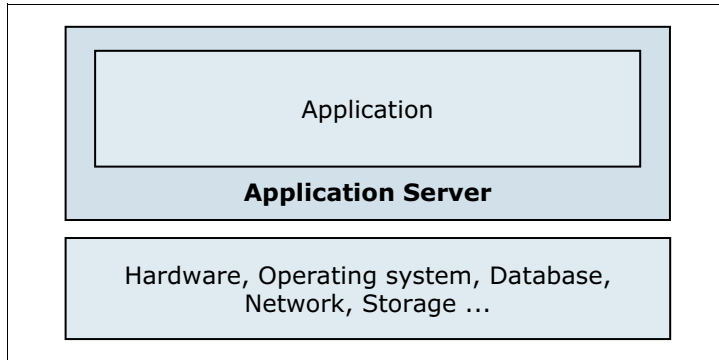 Application
Application Server
Hardware, Operating system, Database,
Network, Storage ...